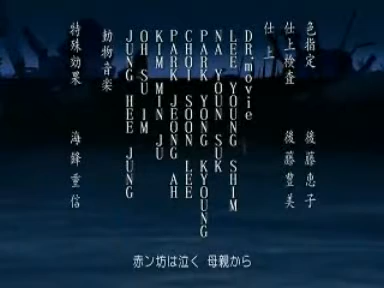 色指定
仕上検査 後藤恵子
後藤豊美
仕上
DR.movie
LEE YOUNG SHIM
NA YOUN SUK
PARK YONG KYOUNG
CHOI SOON LEE
PARK JEONG AH
KIM MIN JU
OH SU IM
JUNG HEE JUNG
動物音楽
特殊効果 海鋒重信
赤ン坊は泣く 母親から